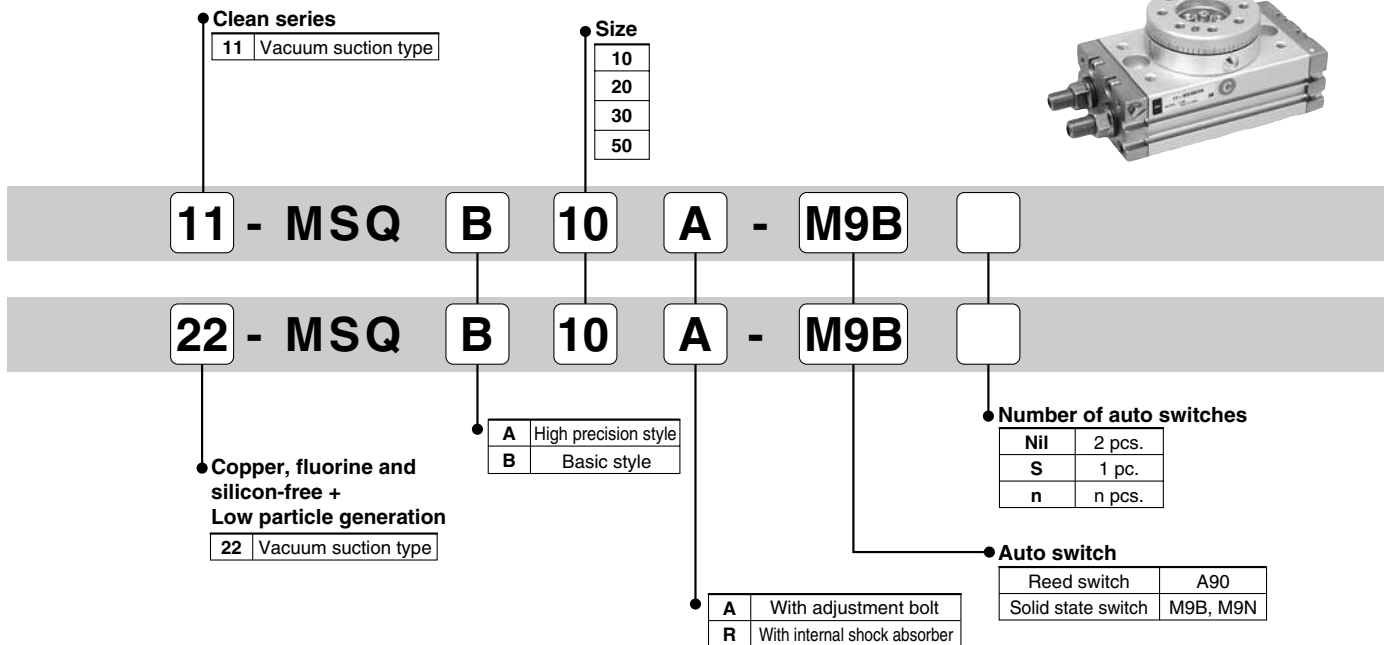 Clean series
11 Vacuum suction type
Size
10
20
30
50
11 - MSQ B 10 A - M9B
22 - MSQ B 10 A - M9B
Copper, fluorine and
silicon-free +
Low particle generation
22 Vacuum suction type
A High precision style
B Basic style
A With adjustment bolt
R With internal shock absorber
Number of auto switches
Nil 2 pcs.
S 1 pc.
n n pcs.
Auto switch
Reed switch A90
Solid state switch M9B, M9N